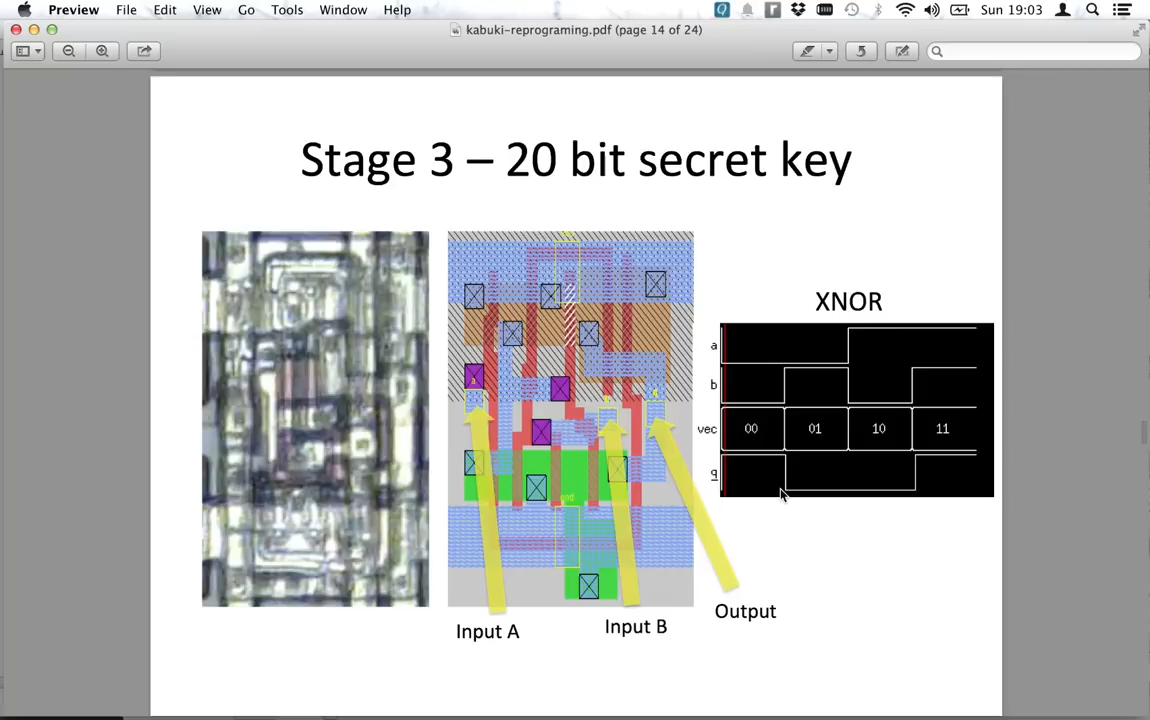 Preview File Edit View Go Tools Window Help Sun 19:03
kabuki-reprograming.pdf (page 14 of 24)
Stage 3 – 20 bit secret key
XNOR
a
b
vec 00 01 10 11
q
a
gnd
Input A
Input B
Output